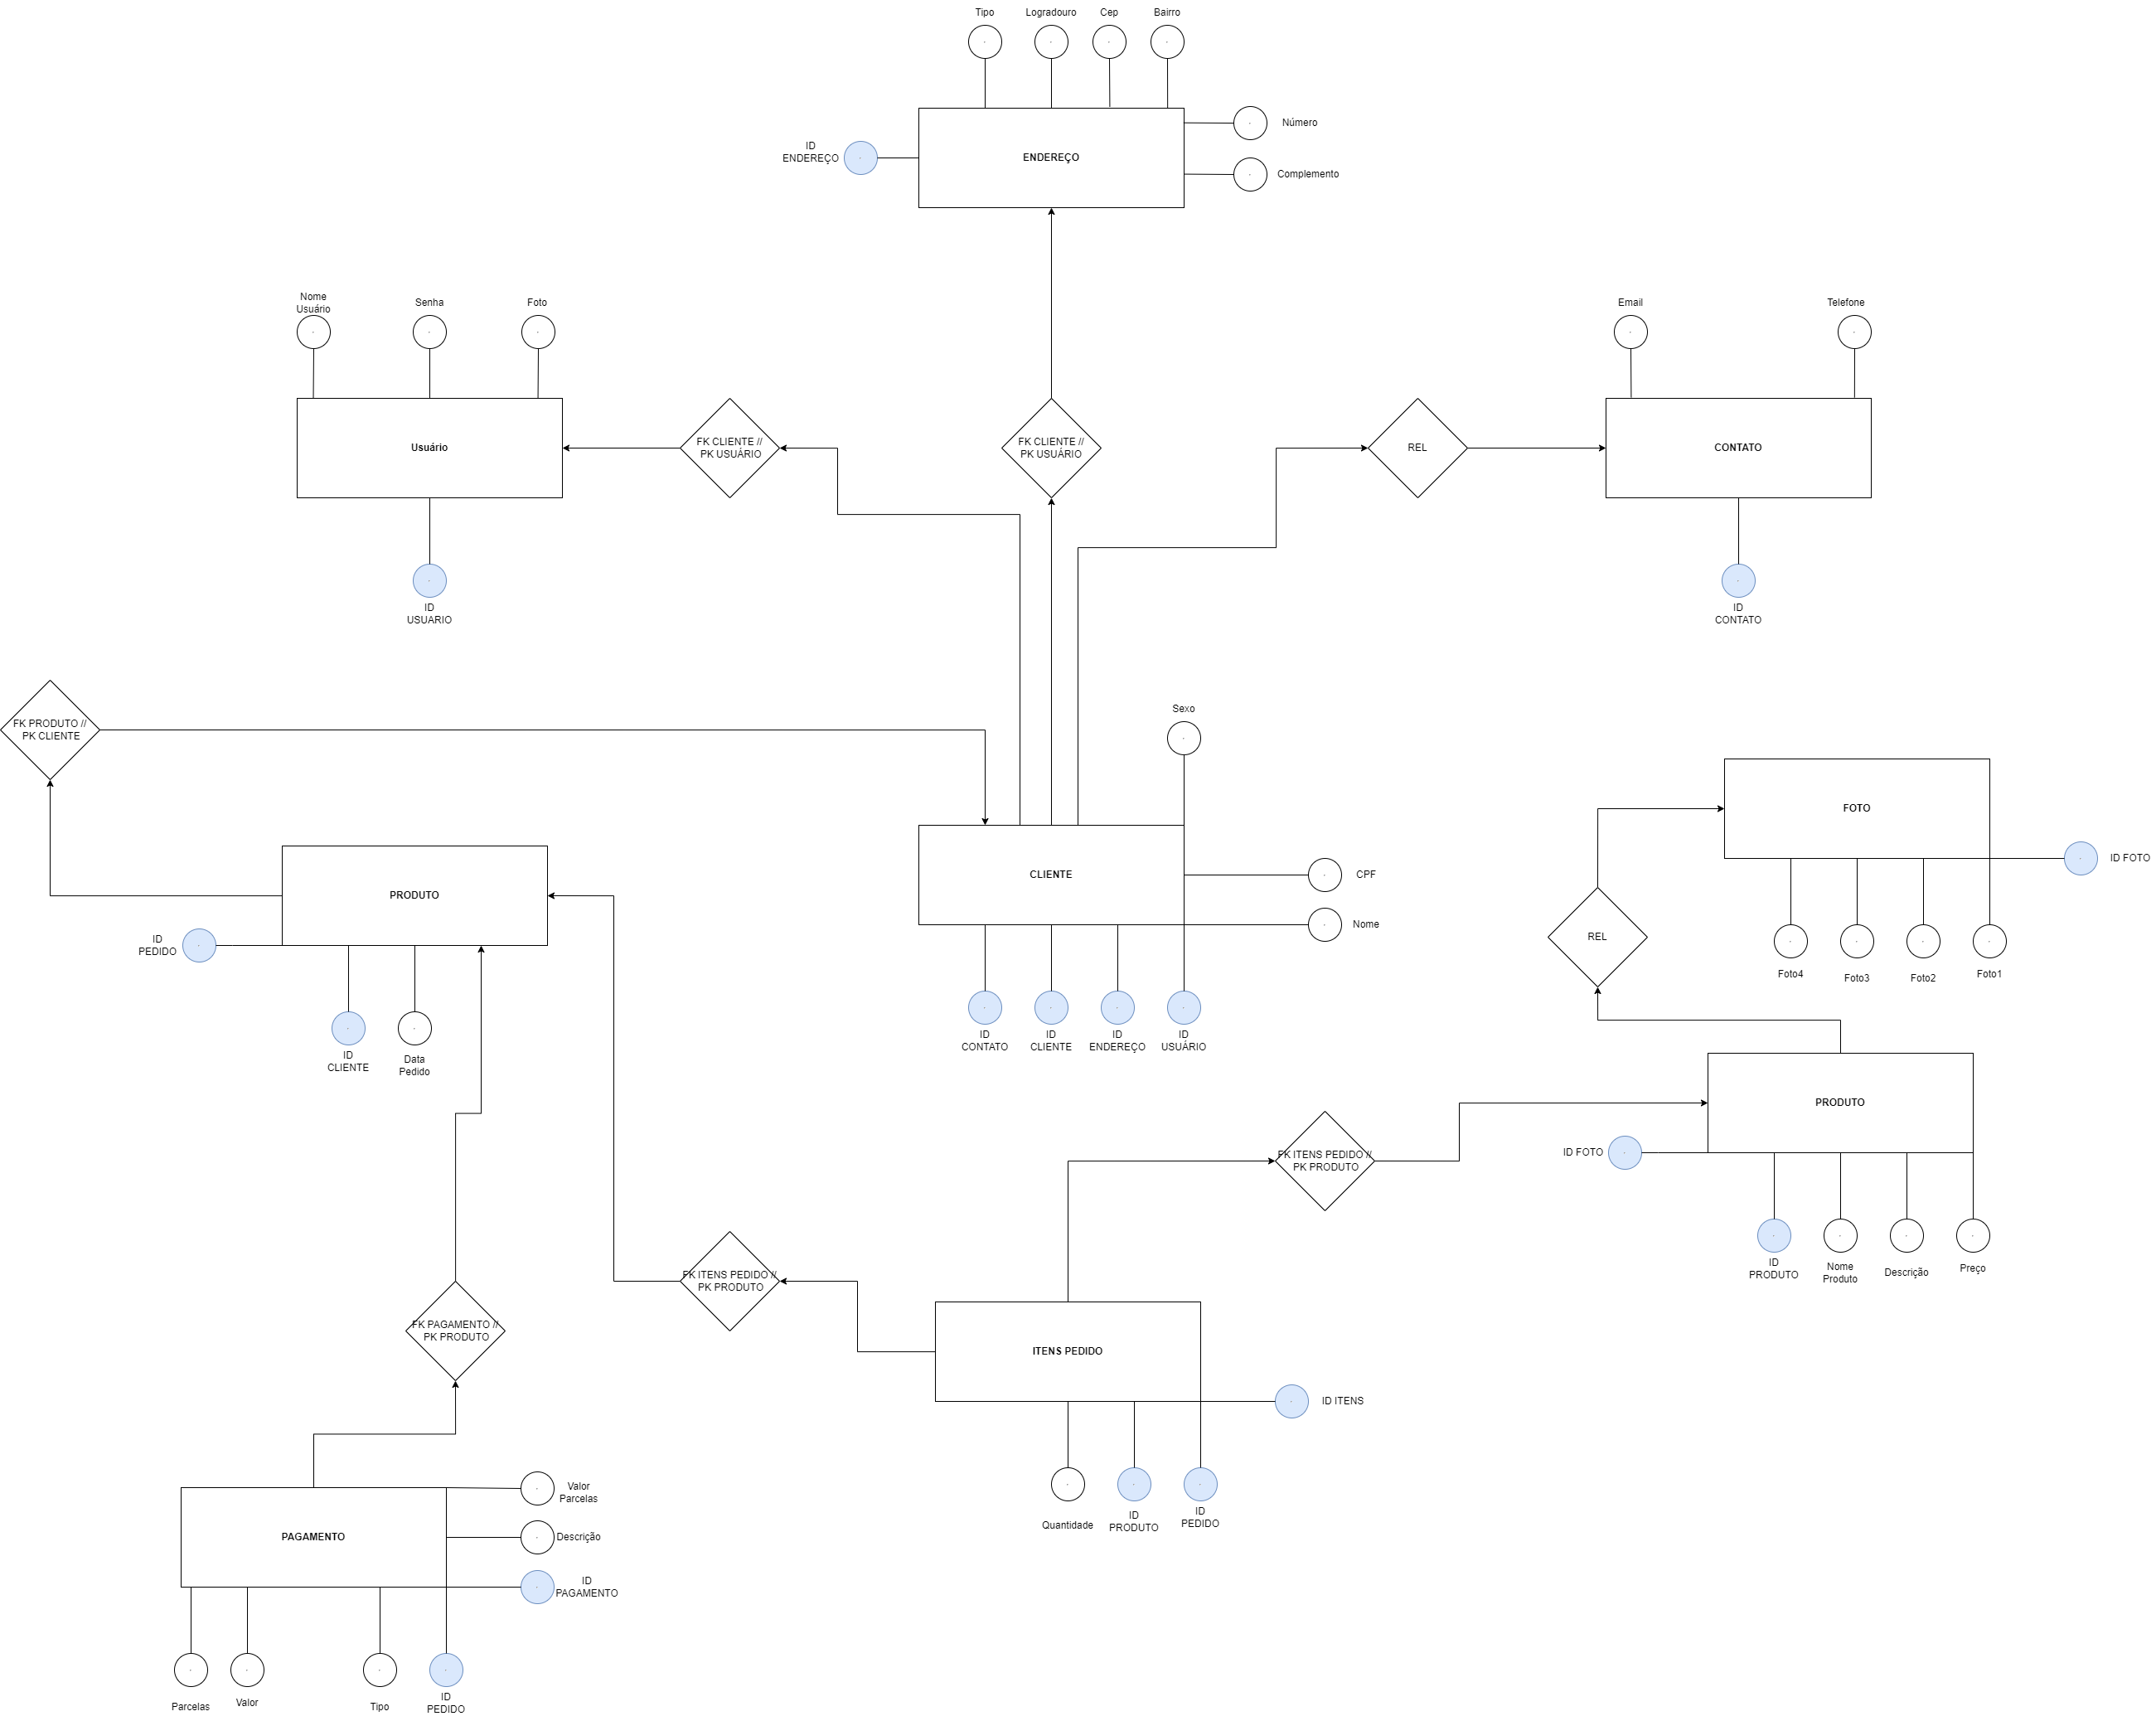 Tipo
Logradouro
Cep
Bairro
Número
ID
ENDEREÇO
ENDEREÇO
Complemento
Nome
Usuário
Senha
Foto
Email
Telefone
Usuário
FK CLIENTE //
PK USUÁRIO
FK CLIENTE //
PK USUÁRIO
REL
CONTATO
ID
USUARIO
ID
CONTATO
FK PRODUTO //
PK CLIENTE
Sexo
FOTO
ID FOTO
CLIENTE
CPF
PRODUTO
Nome
REL
ID
PEDIDO
Foto4
Foto3
Foto2
Foto1
ID
CONTATO
ID
CLIENTE
ID
ENDEREÇO
ID
USUÁRIO
ID
CLIENTE
Data
Pedido
PRODUTO
FK ITENS PEDIDO //
PK PRODUTO
ID FOTO
ID
PRODUTO
Nome
Produto
Descrição
Preço
FK ITENS PEDIDO //
PK PRODUTO
FK PAGAMENTO //
PK PRODUTO
ITENS PEDIDO
ID ITENS
Quantidade
ID
PRODUTO
ID
PEDIDO
Valor
Parcelas
PAGAMENTO
Descrição
ID
PAGAMENTO
Parcelas
Valor
Tipo
ID
PEDIDO